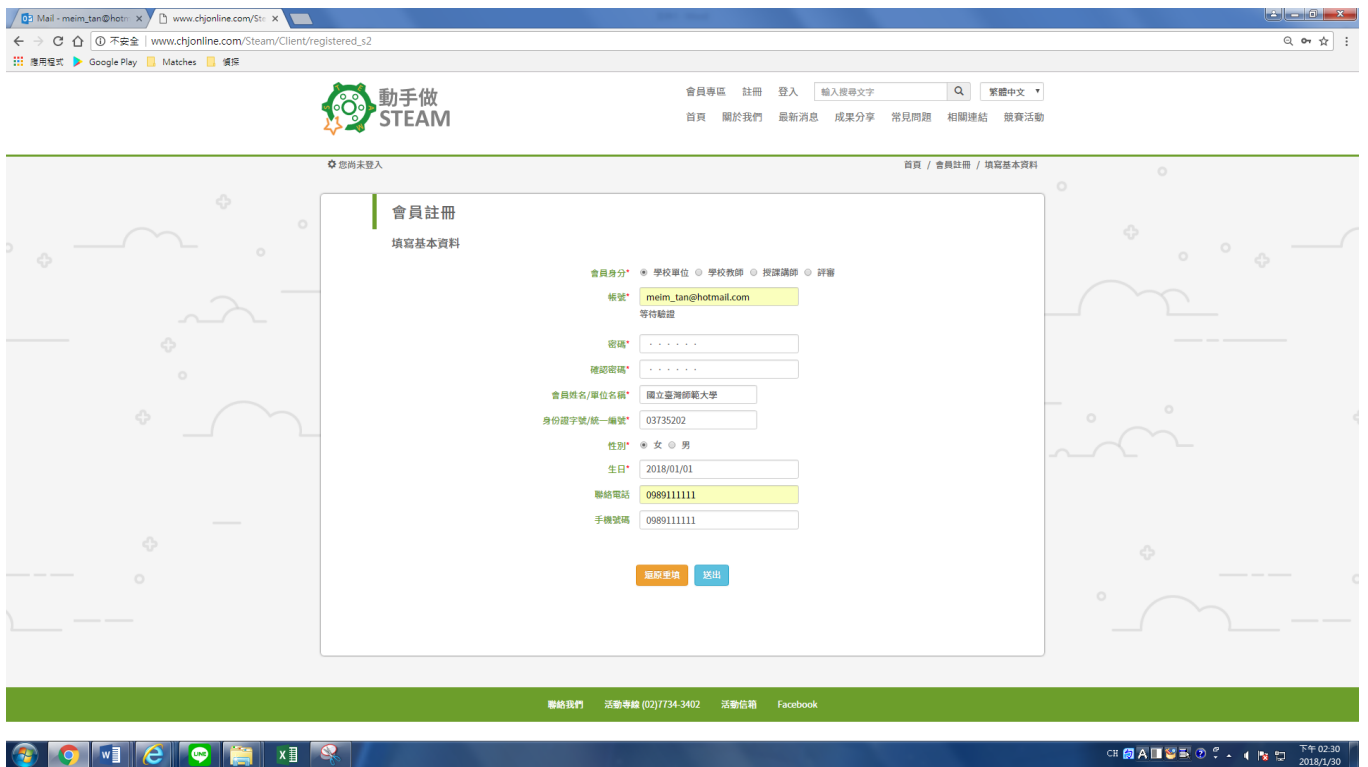 Mail - meim_tan@hotm
www.chjonline.com/Ste
不安全 | www.chjonline.com/Steam/Client/registered_s2
應用程式 Google Play Matches 偵探
動手做
STEAM
會員專區 註冊 登入 輸入搜尋文字 繁體中文
首頁 關於我們 最新消息 成果分享 常見問題 相關連結 競賽活動
您尚未登入
首頁 / 會員註冊 / 填寫基本資料
會員註冊
填寫基本資料
會員身分* 學校單位 學校教師 授課講師 評審
帳號* meim_tan@hotmail.com
等待驗證
密碼* ······
確認密碼* ······
會員姓名/單位名稱* 國立臺灣師範大學
身份證字號/統一編號* 03735202
性別* 女 男
生日* 2018/01/01
聯絡電話 0989111111
手機號碼 0989111111
還原重填 送出
聯絡我們 活動專線 (02)7734-3402 活動信箱 Facebook
CH 下午 02:30
2018/1/30